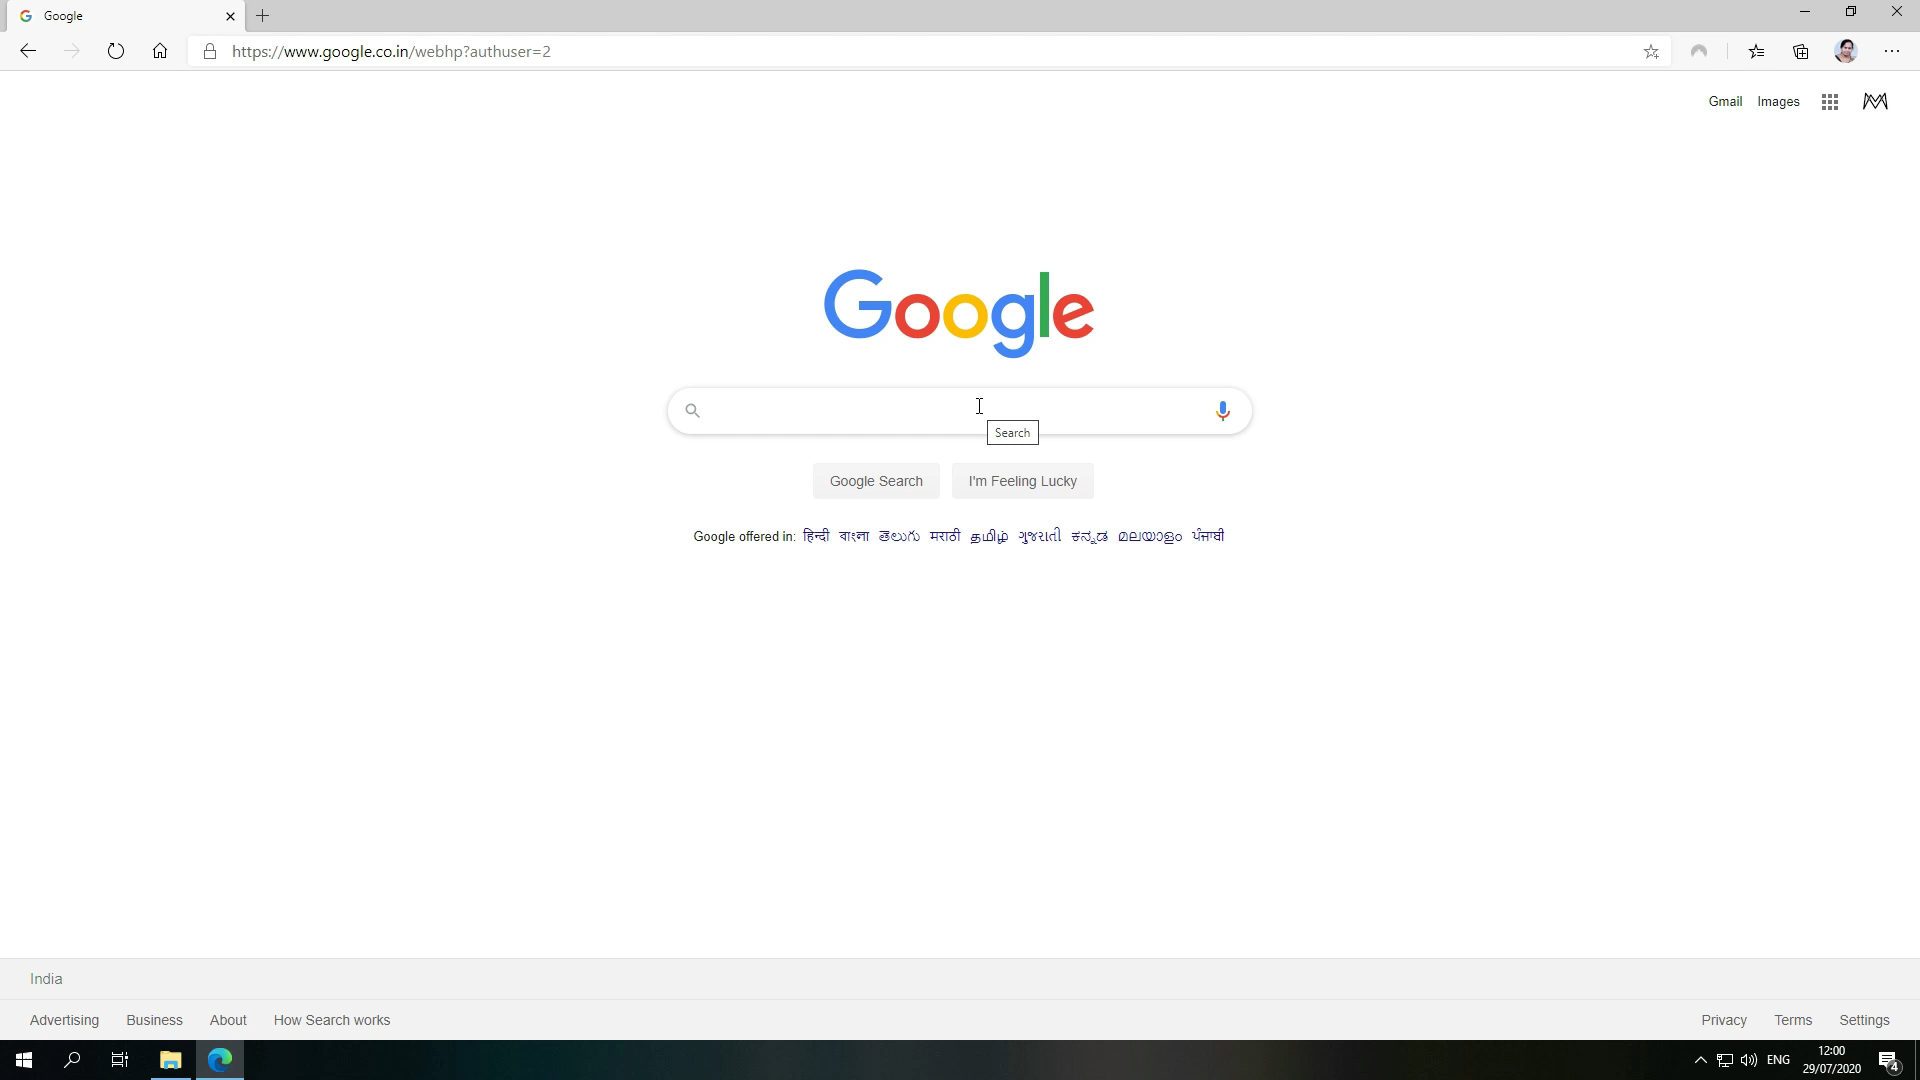 Google
https://www.google.co.in/webhp?authuser=2
Gmail Images
Google
Search
Google Search I'm Feeling Lucky
Google offered in: हिन्दी বাংলা తెలుగు मराठी தமிழ் ગુજરાતી ಕನ್ನಡ മലയാളം ਪੰਜਾਬੀ
India
Advertising Business About How Search works Privacy Terms Settings
ENG
12:00
29/07/2020
4